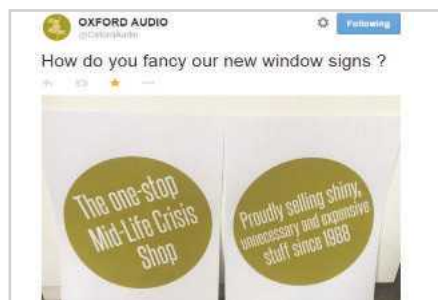 OXFORD AUDIO
@OxfordAudio
Following
How do you fancy our new window signs ?
The one-stop
Mid-Life Crisis
Shop
Proudly selling shiny,
unnecessary and expensive
stuff since 1988